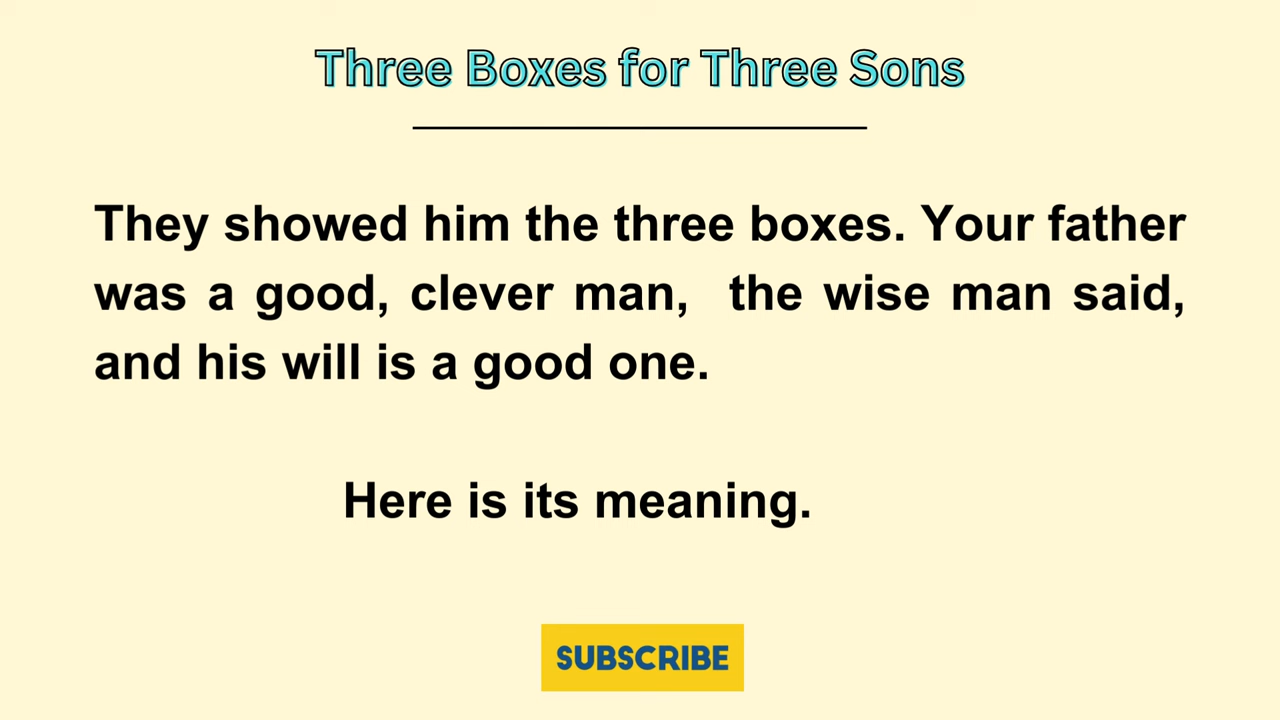 Three Boxes for Three Sons
They showed him the three boxes. Your father
was a good, clever man, the wise man said,
and his will is a good one.
Here is its meaning.
SUBSCRIBE